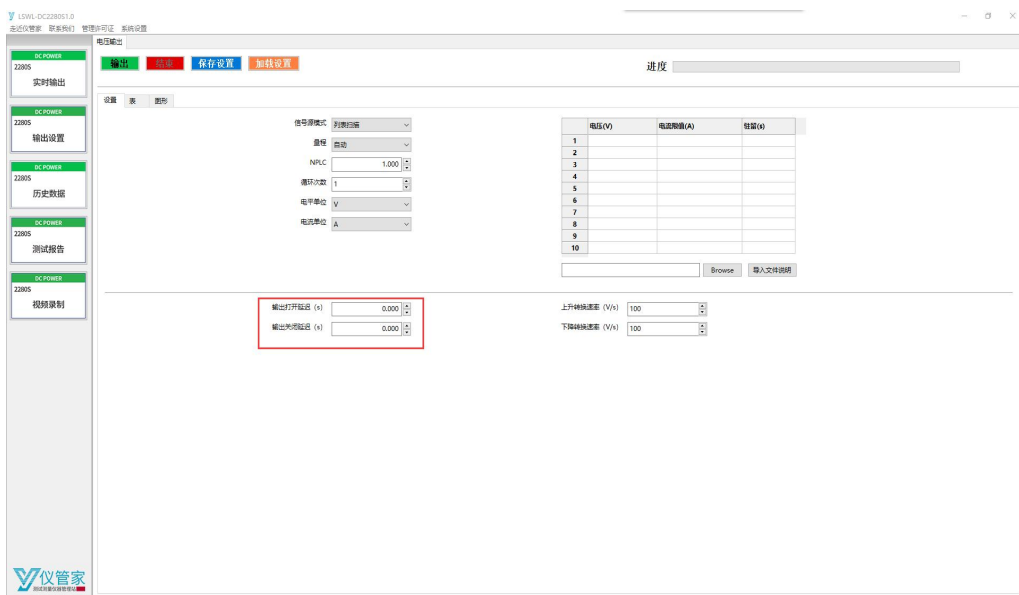 LSWL-DC2280S1.0
走近仪管家 联系我们 管理许可证 系统设置
电压输出
DC POWER
2280S
实时输出
DC POWER
2280S
输出设置
DC POWER
2280S
历史数据
DC POWER
2280S
测试报告
DC POWER
2280S
视频录制
仪管家
输出 结束 保存设置 加载设置
进度
设置 表 图形
信号源模式 列表扫描
量程 自动
NPLC 1.000
循环次数 1
电平单位 V
电流单位 A
电压(V) 电流限值(A) 驻留(s)
1
2
3
4
5
6
7
8
9
10
Browse 导入文件说明
输出打开延迟 (s) 0.000
输出关闭延迟 (s) 0.000
上升转换速率 (V/s) 100
下降转换速率 (V/s) 100